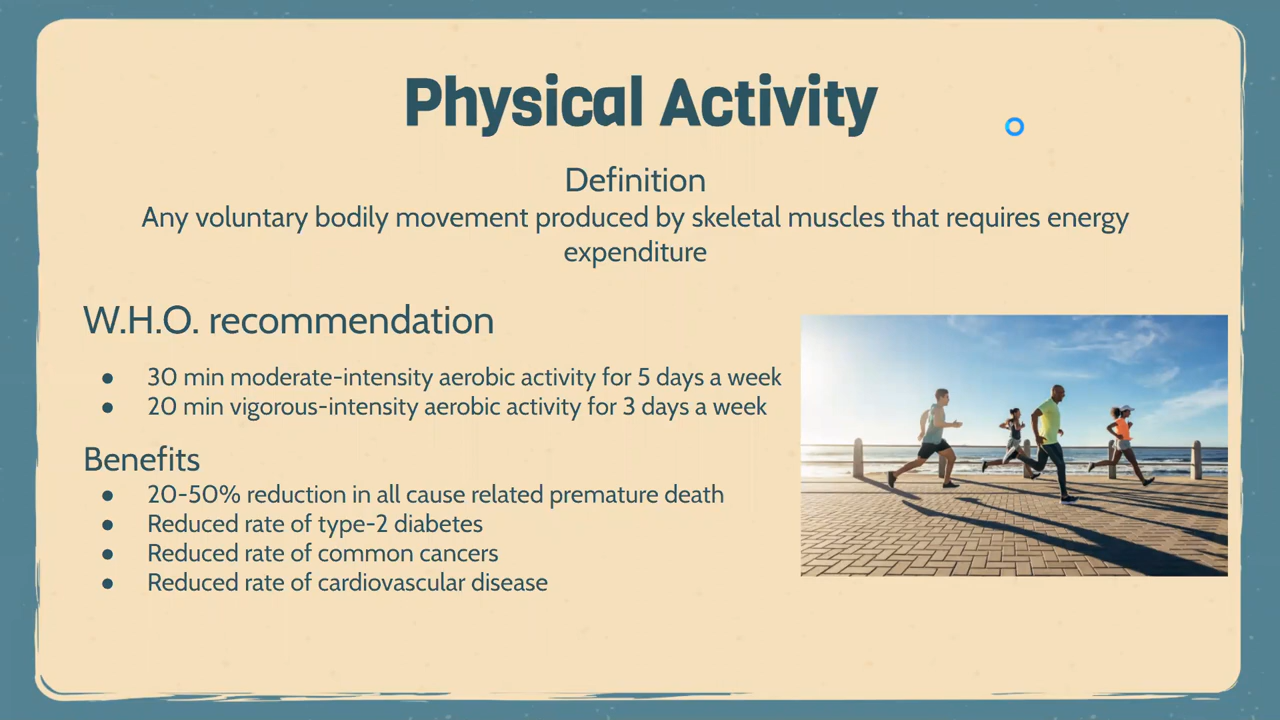 Physical Activity
Definition
Any voluntary bodily movement produced by skeletal muscles that requires energy
expenditure
W.H.O. recommendation
● 30 min moderate-intensity aerobic activity for 5 days a week
● 20 min vigorous-intensity aerobic activity for 3 days a week
Benefits
● 20-50% reduction in all cause related premature death
● Reduced rate of type-2 diabetes
● Reduced rate of common cancers
● Reduced rate of cardiovascular disease